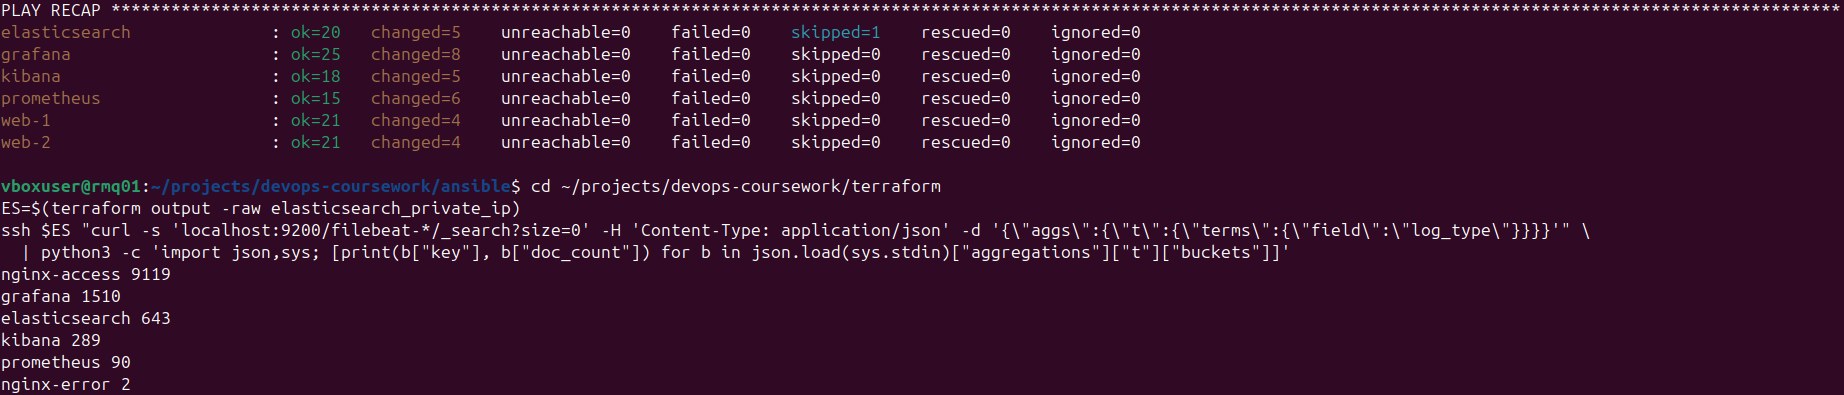 PLAY RECAP *****************************************************************************************************************************************************************************
elasticsearch              : ok=20   changed=5    unreachable=0    failed=0    skipped=1    rescued=0    ignored=0
grafana                    : ok=25   changed=8    unreachable=0    failed=0    skipped=0    rescued=0    ignored=0
kibana                     : ok=18   changed=5    unreachable=0    failed=0    skipped=0    rescued=0    ignored=0
prometheus                 : ok=15   changed=6    unreachable=0    failed=0    skipped=0    rescued=0    ignored=0
web-1                      : ok=21   changed=4    unreachable=0    failed=0    skipped=0    rescued=0    ignored=0
web-2                      : ok=21   changed=4    unreachable=0    failed=0    skipped=0    rescued=0    ignored=0
vboxuser@rmq01:~/projects/devops-coursework/ansible$ cd ~/projects/devops-coursework/terraform
ES=$(terraform output -raw elasticsearch_private_ip)
ssh $ES "curl -s 'localhost:9200/filebeat-*/_search?size=0' -H 'Content-Type: application/json' -d '{\"aggs\":{\"t\":{\"terms\":{\"field\":\"log_type\"}}}}'" \
  | python3 -c 'import json,sys; [print(b["key"], b["doc_count"]) for b in json.load(sys.stdin)["aggregations"]["t"]["buckets"]]'
nginx-access 9119
grafana 1510
elasticsearch 643
kibana 289
prometheus 90
nginx-error 2